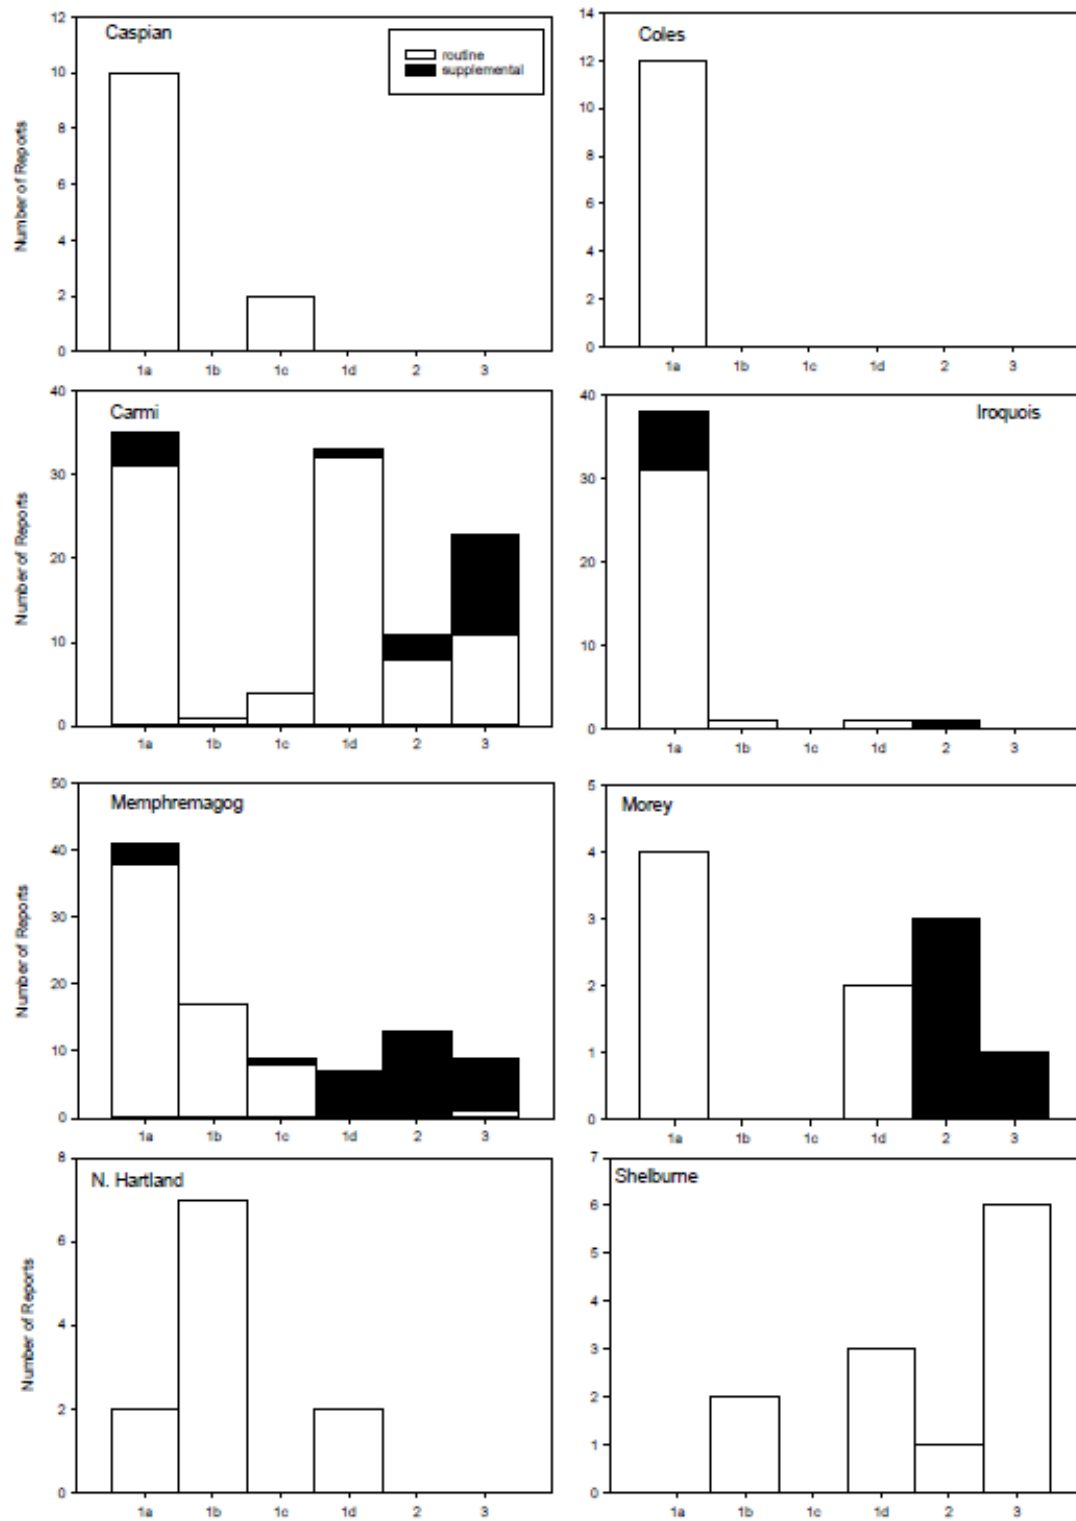 Caspian
routine
supplemental
Number of Reports
12
10
8
6
4
2
0
1a 1b 1c 1d 2 3
Coles
14
12
10
8
6
4
2
0
1a 1b 1c 1d 2 3
Carmi
Number of Reports
40
30
20
10
0
1a 1b 1c 1d 2 3
Iroquois
40
30
20
10
0
1a 1b 1c 1d 2 3
Memphremagog
Number of Reports
50
40
30
20
10
0
1a 1b 1c 1d 2 3
Morey
5
4
3
2
1
0
1a 1b 1c 1d 2 3
N. Hartland
Number of Reports
8
6
4
2
0
1a 1b 1c 1d 2 3
Shelburne
7
6
5
4
3
2
1
0
1a 1b 1c 1d 2 3